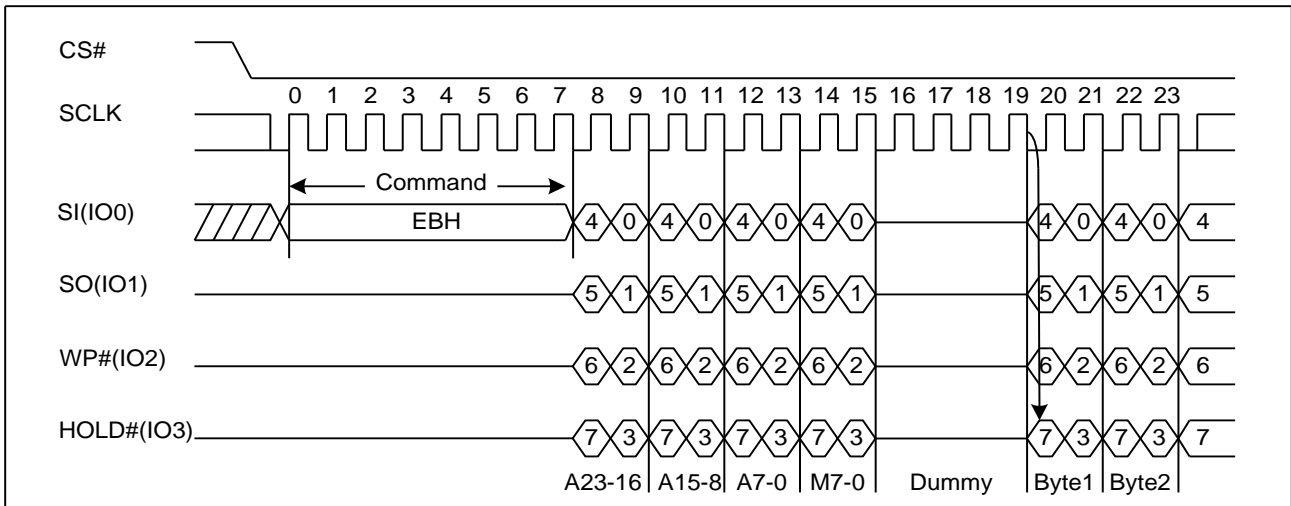 CS#
0 1 2 3 4 5 6 7 8 9 10 11 12 13 14 15 16 17 18 19 20 21 22 23
SCLK
Command
SI(IO0) EBH 4 0 4 0 4 0 4 0 4 0 4 0 4
SO(IO1) 5 1 5 1 5 1 5 1 5 1 5 1 5
WP#(IO2) 6 2 6 2 6 2 6 2 6 2 6 2 6
HOLD#(IO3) 7 3 7 3 7 3 7 3 7 3 7 3 7
A23-16 A15-8 A7-0 M7-0 Dummy Byte1 Byte2